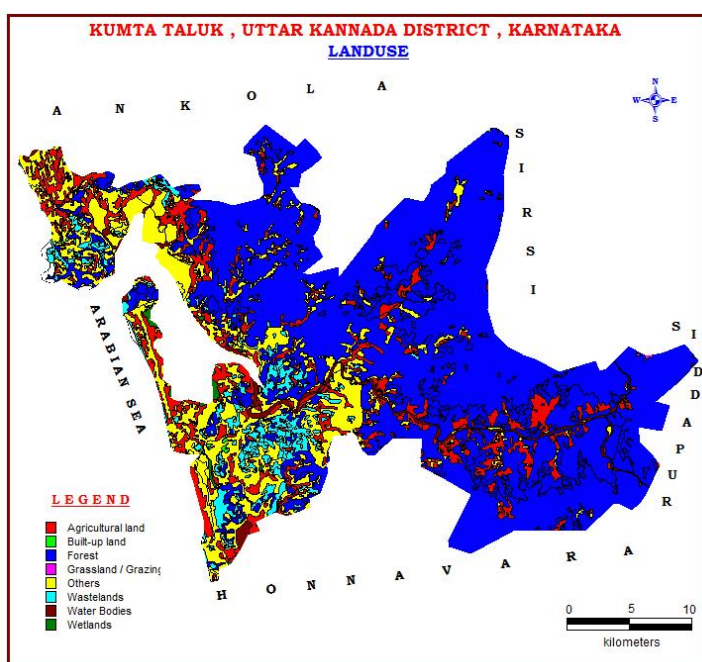 KUMTA TALUK , UTTAR KANNADA DISTRICT , KARNATAKA
LANDUSE
A N K O L A
N
W E
S
S I R S I
ARABIAN SEA
S I D D A P U R
L E G E N D
Agricultural land
Built-up land
Forest
Grassland / Grazing
Others
Wastelands
Water Bodies
Wetlands
H O N N A V A R A
0 5 10
kilometers